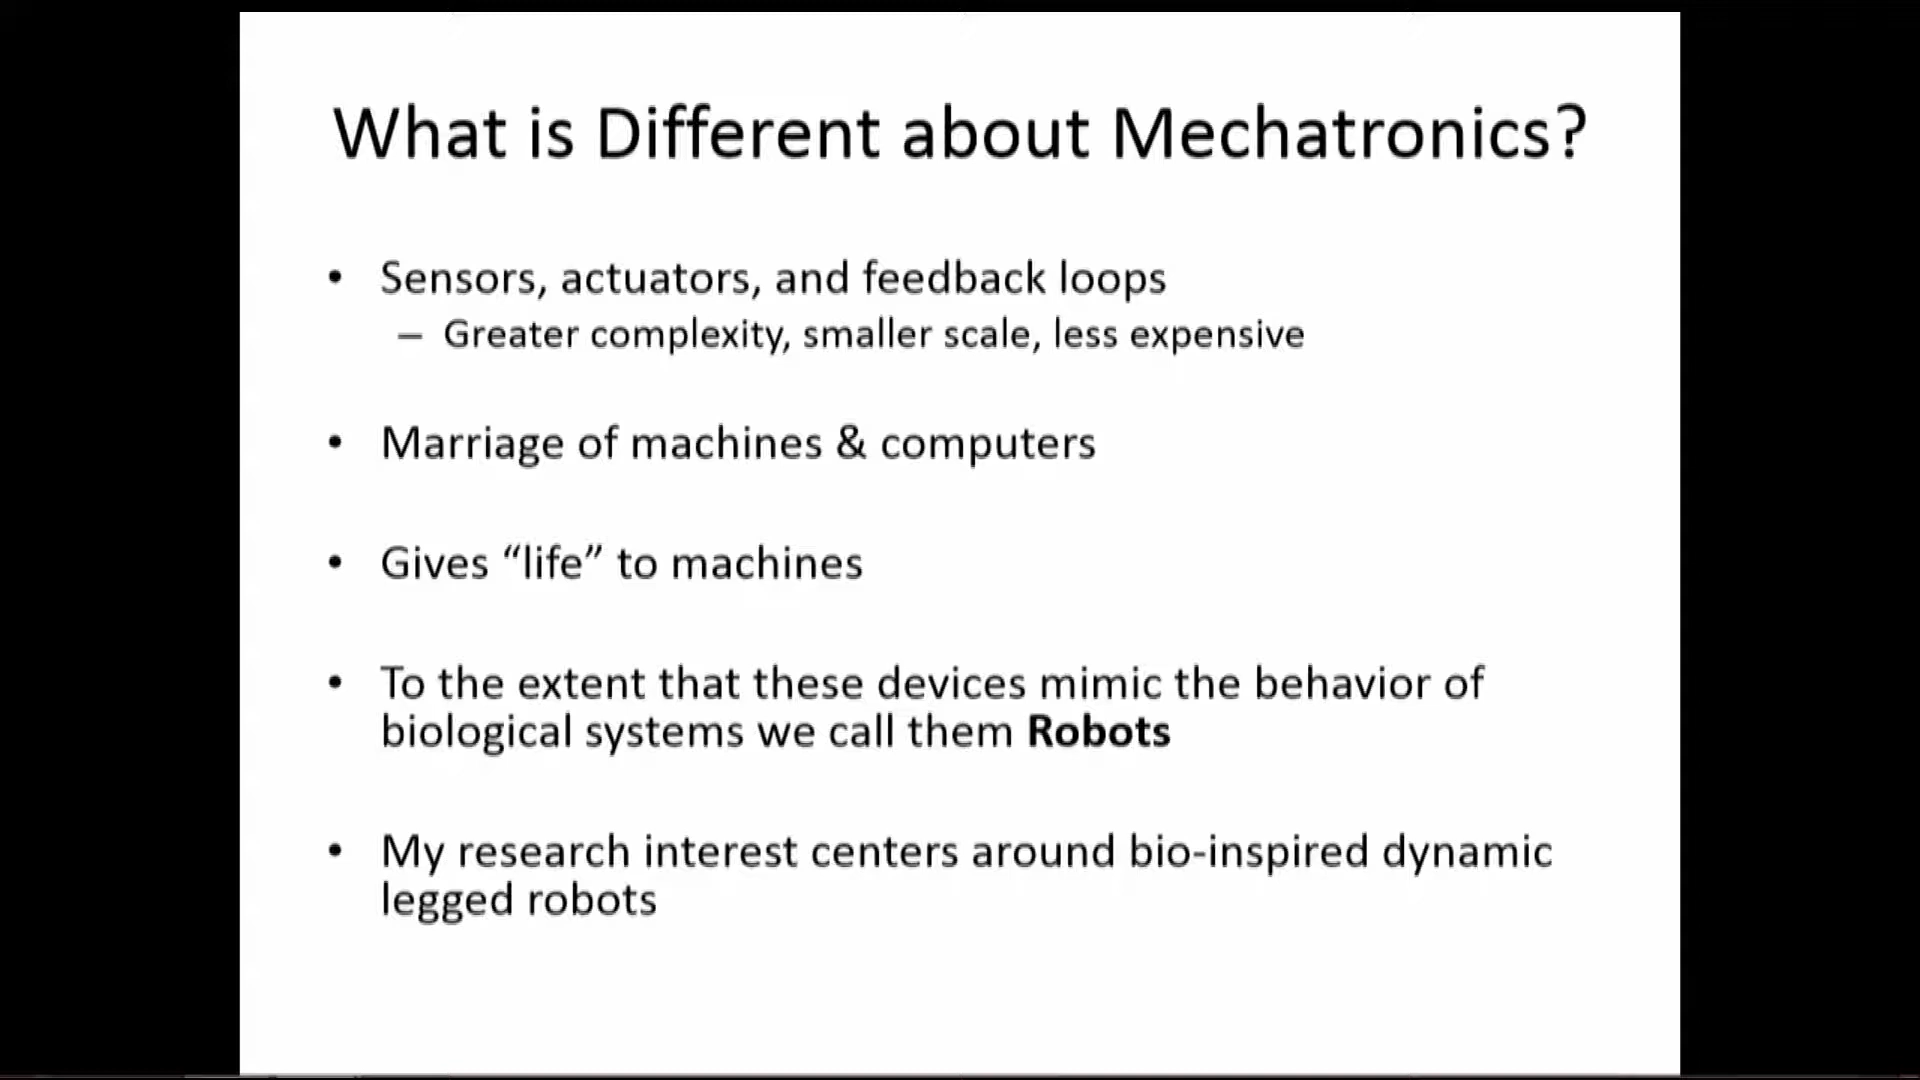 What is Different about Mechatronics?
• Sensors, actuators, and feedback loops
– Greater complexity, smaller scale, less expensive
• Marriage of machines & computers
• Gives “life” to machines
• To the extent that these devices mimic the behavior of
biological systems we call them Robots
• My research interest centers around bio-inspired dynamic
legged robots